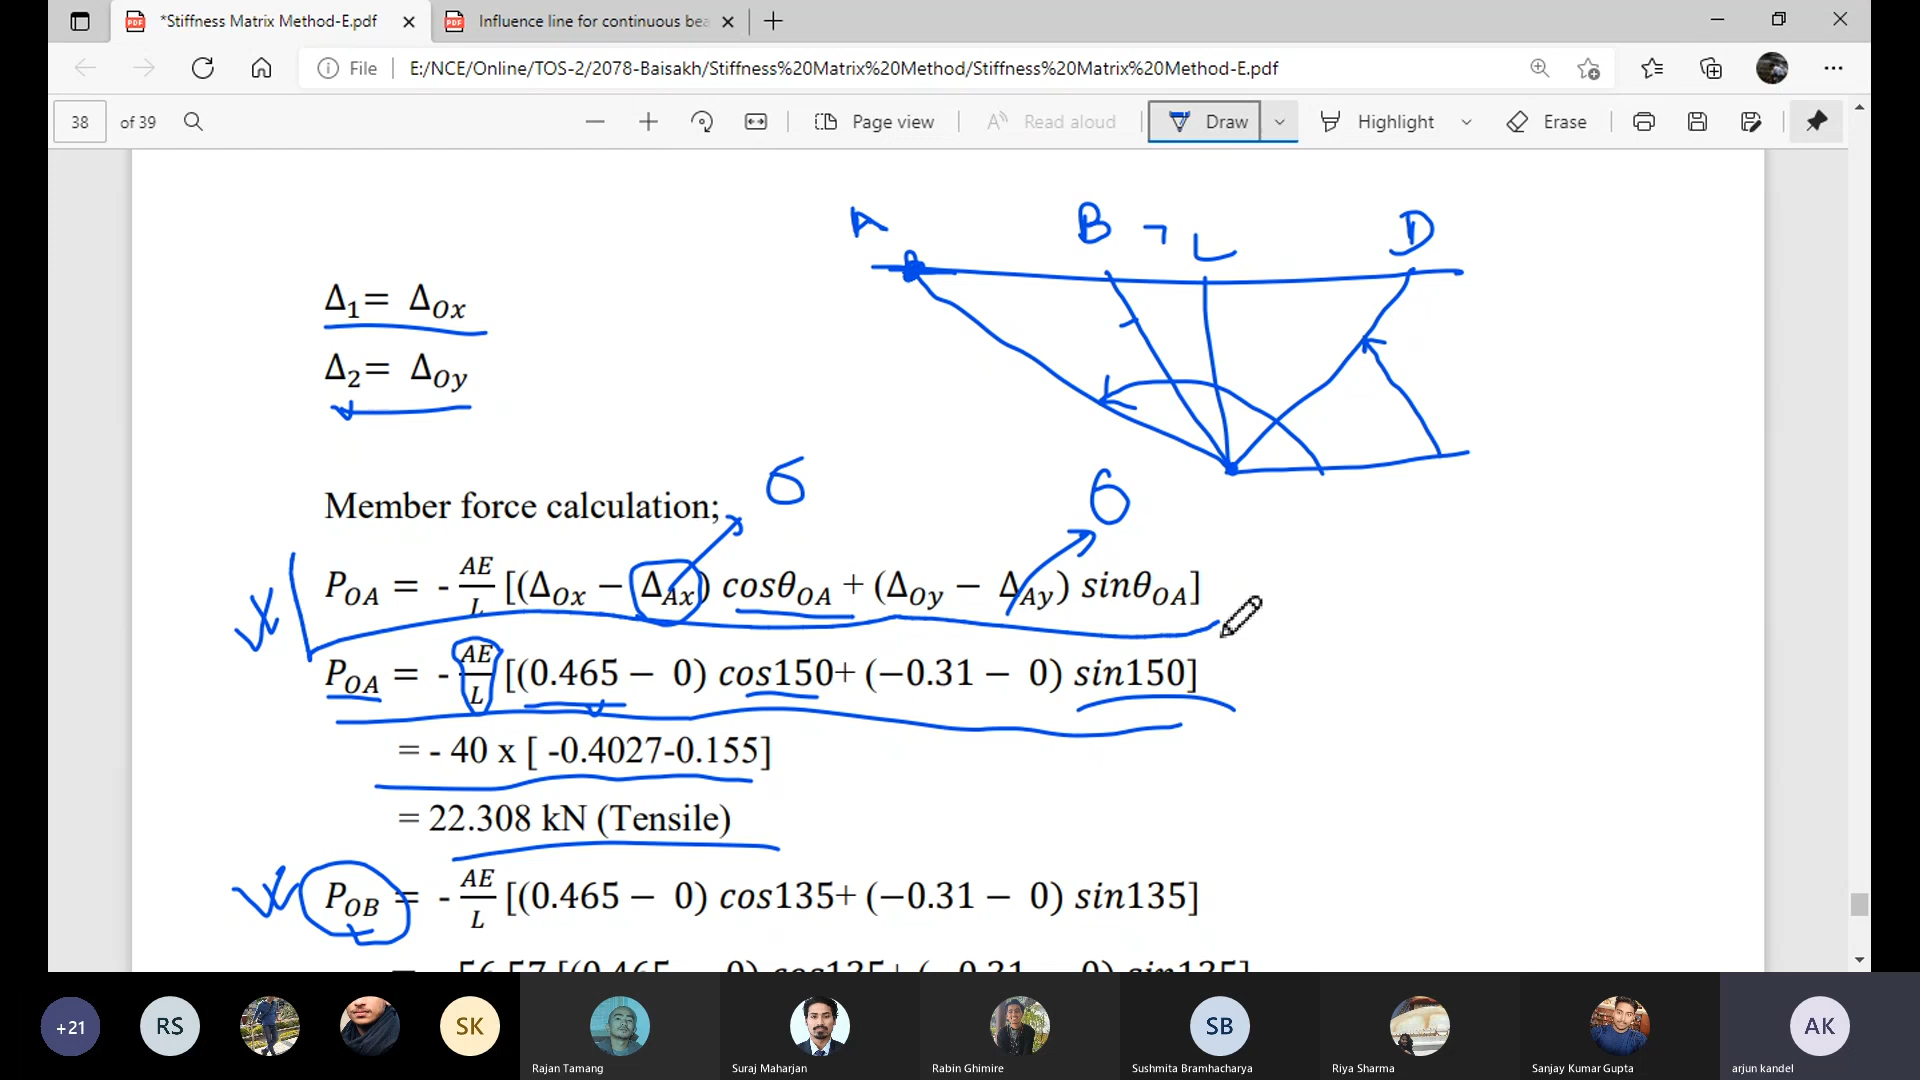 *Stiffness Matrix Method-E.pdf
Influence line for continuous bea
File
E:/NCE/Online/TOS-2/2078-Baisakh/Stiffness%20Matrix%20Method/Stiffness%20Matrix%20Method-E.pdf
38 of 39
Page view
Read aloud
Draw
Highlight
Erase
A B L D
Δ1= ΔOx
Δ2= ΔOy
Member force calculation;
POA = - AE/L [(ΔOx − ΔAx) cosθOA + (ΔOy − ΔAy) sinθOA]
POA = - AE/L [(0.465 − 0) cos150+ (−0.31 − 0) sin150]
= - 40 x [ -0.4027-0.155]
= 22.308 kN (Tensile)
POB = - AE/L [(0.465 − 0) cos135+ (−0.31 − 0) sin135]
+21
RS
SK
SB
AK
Rajan Tamang
Suraj Maharjan
Rabin Ghimire
Sushmita Bramhacharya
Riya Sharma
Sanjay Kumar Gupta
arjun kandel